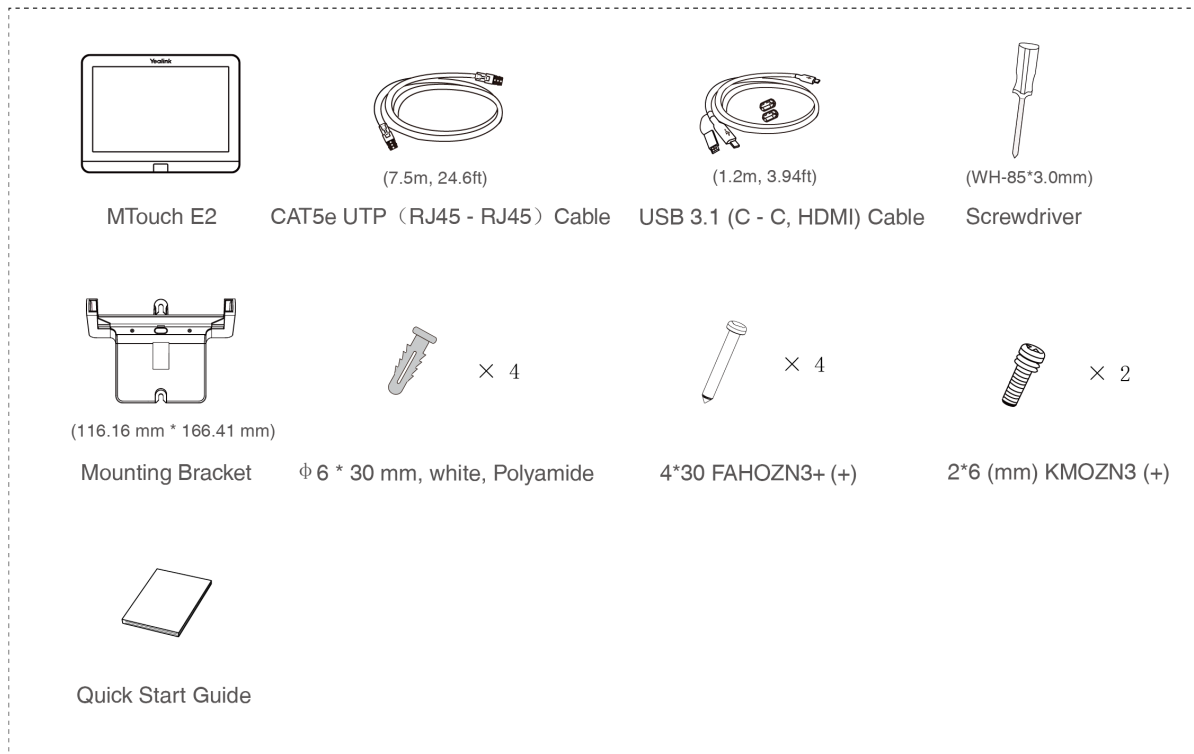 Yealink
(7.5m, 24.6ft)
(1.2m, 3.94ft)
(WH-85*3.0mm)
MTouch E2
CAT5e UTP（RJ45 - RJ45）Cable
USB 3.1 (C - C, HDMI) Cable
Screwdriver
× 4
× 4
× 2
(116.16 mm * 166.41 mm)
Mounting Bracket
Φ6 * 30 mm, white, Polyamide
4*30 FAHOZN3+ (+)
2*6 (mm) KMOZN3 (+)
Quick Start Guide